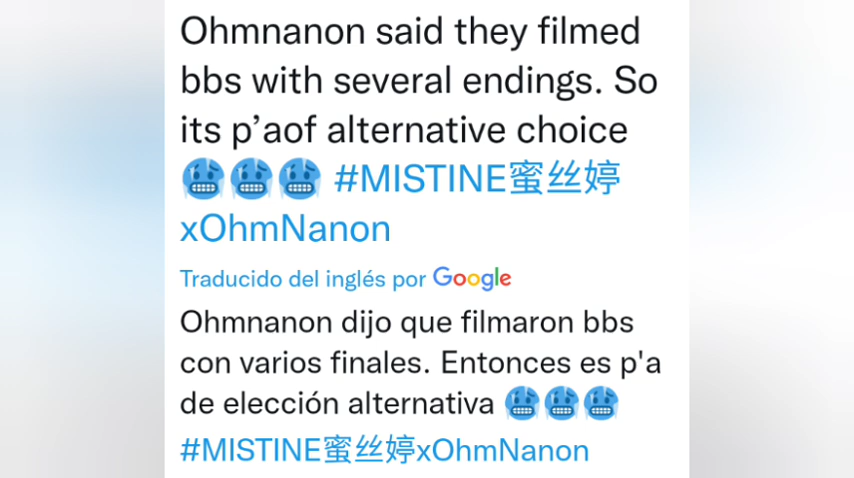 Ohmnanon said they filmed
bbs with several endings. So
its p’aof alternative choice
🥶🥶🥶 #MISTINE蜜丝婷
xOhmNanon
Traducido del inglés por Google
Ohmnanon dijo que filmaron bbs
con varios finales. Entonces es p'a
de elección alternativa 🥶🥶🥶
#MISTINE蜜丝婷xOhmNanon